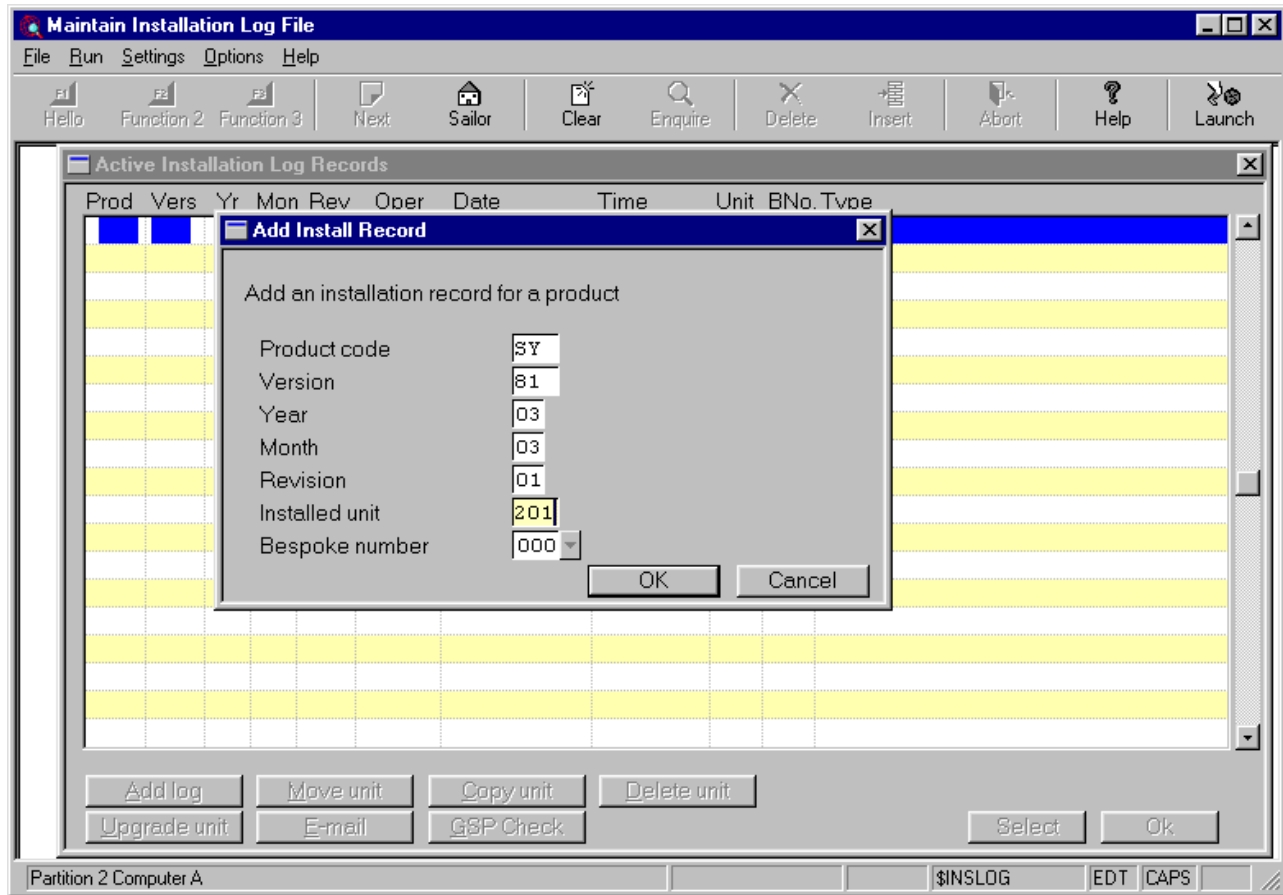 Maintain Installation Log File
File Run Settings Options Help
F1 F2 F3
Hello Function 2 Function 3 Next Sailor Clear Enquire Delete Insert Abort Help Launch
Active Installation Log Records
Prod Vers Yr Mon Rev Oper Date Time Unit BNo. Type
Add Install Record
Add an installation record for a product
Product code SY
Version 81
Year 03
Month 03
Revision 01
Installed unit 201
Bespoke number 000
OK Cancel
Add log Move unit Copy unit Delete unit
Upgrade unit E-mail GSP Check Select Ok
Partition 2 Computer A $INSLOG EDT CAPS